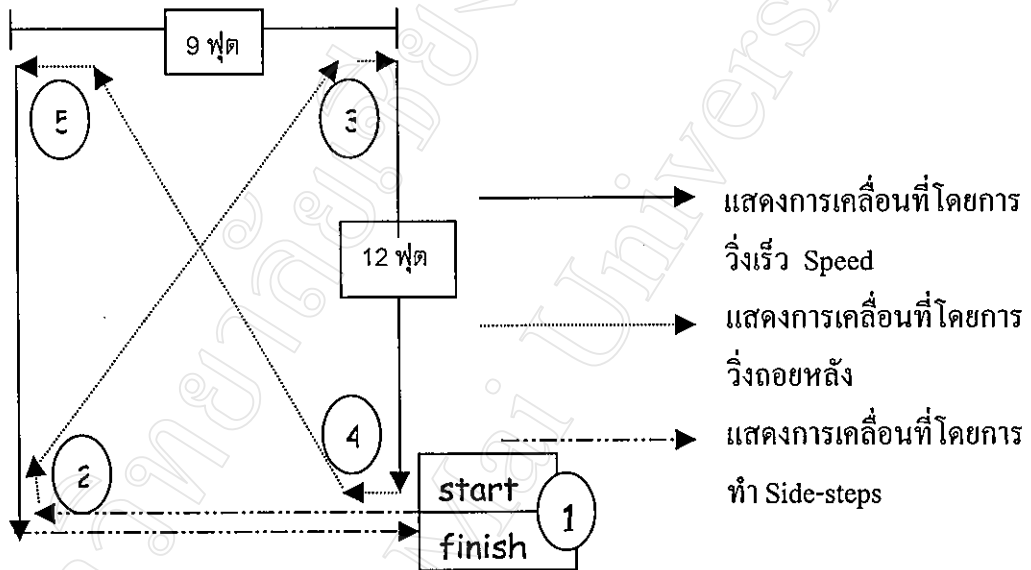 9 ฟุต
5
3
12 ฟุต
4
2
start
1
finish
แสดงการเคลื่อนที่โดยการ
วิ่งเร็ว Speed
แสดงการเคลื่อนที่โดยการ
วิ่งถอยหลัง
แสดงการเคลื่อนที่โดยการ
ทำ Side-steps